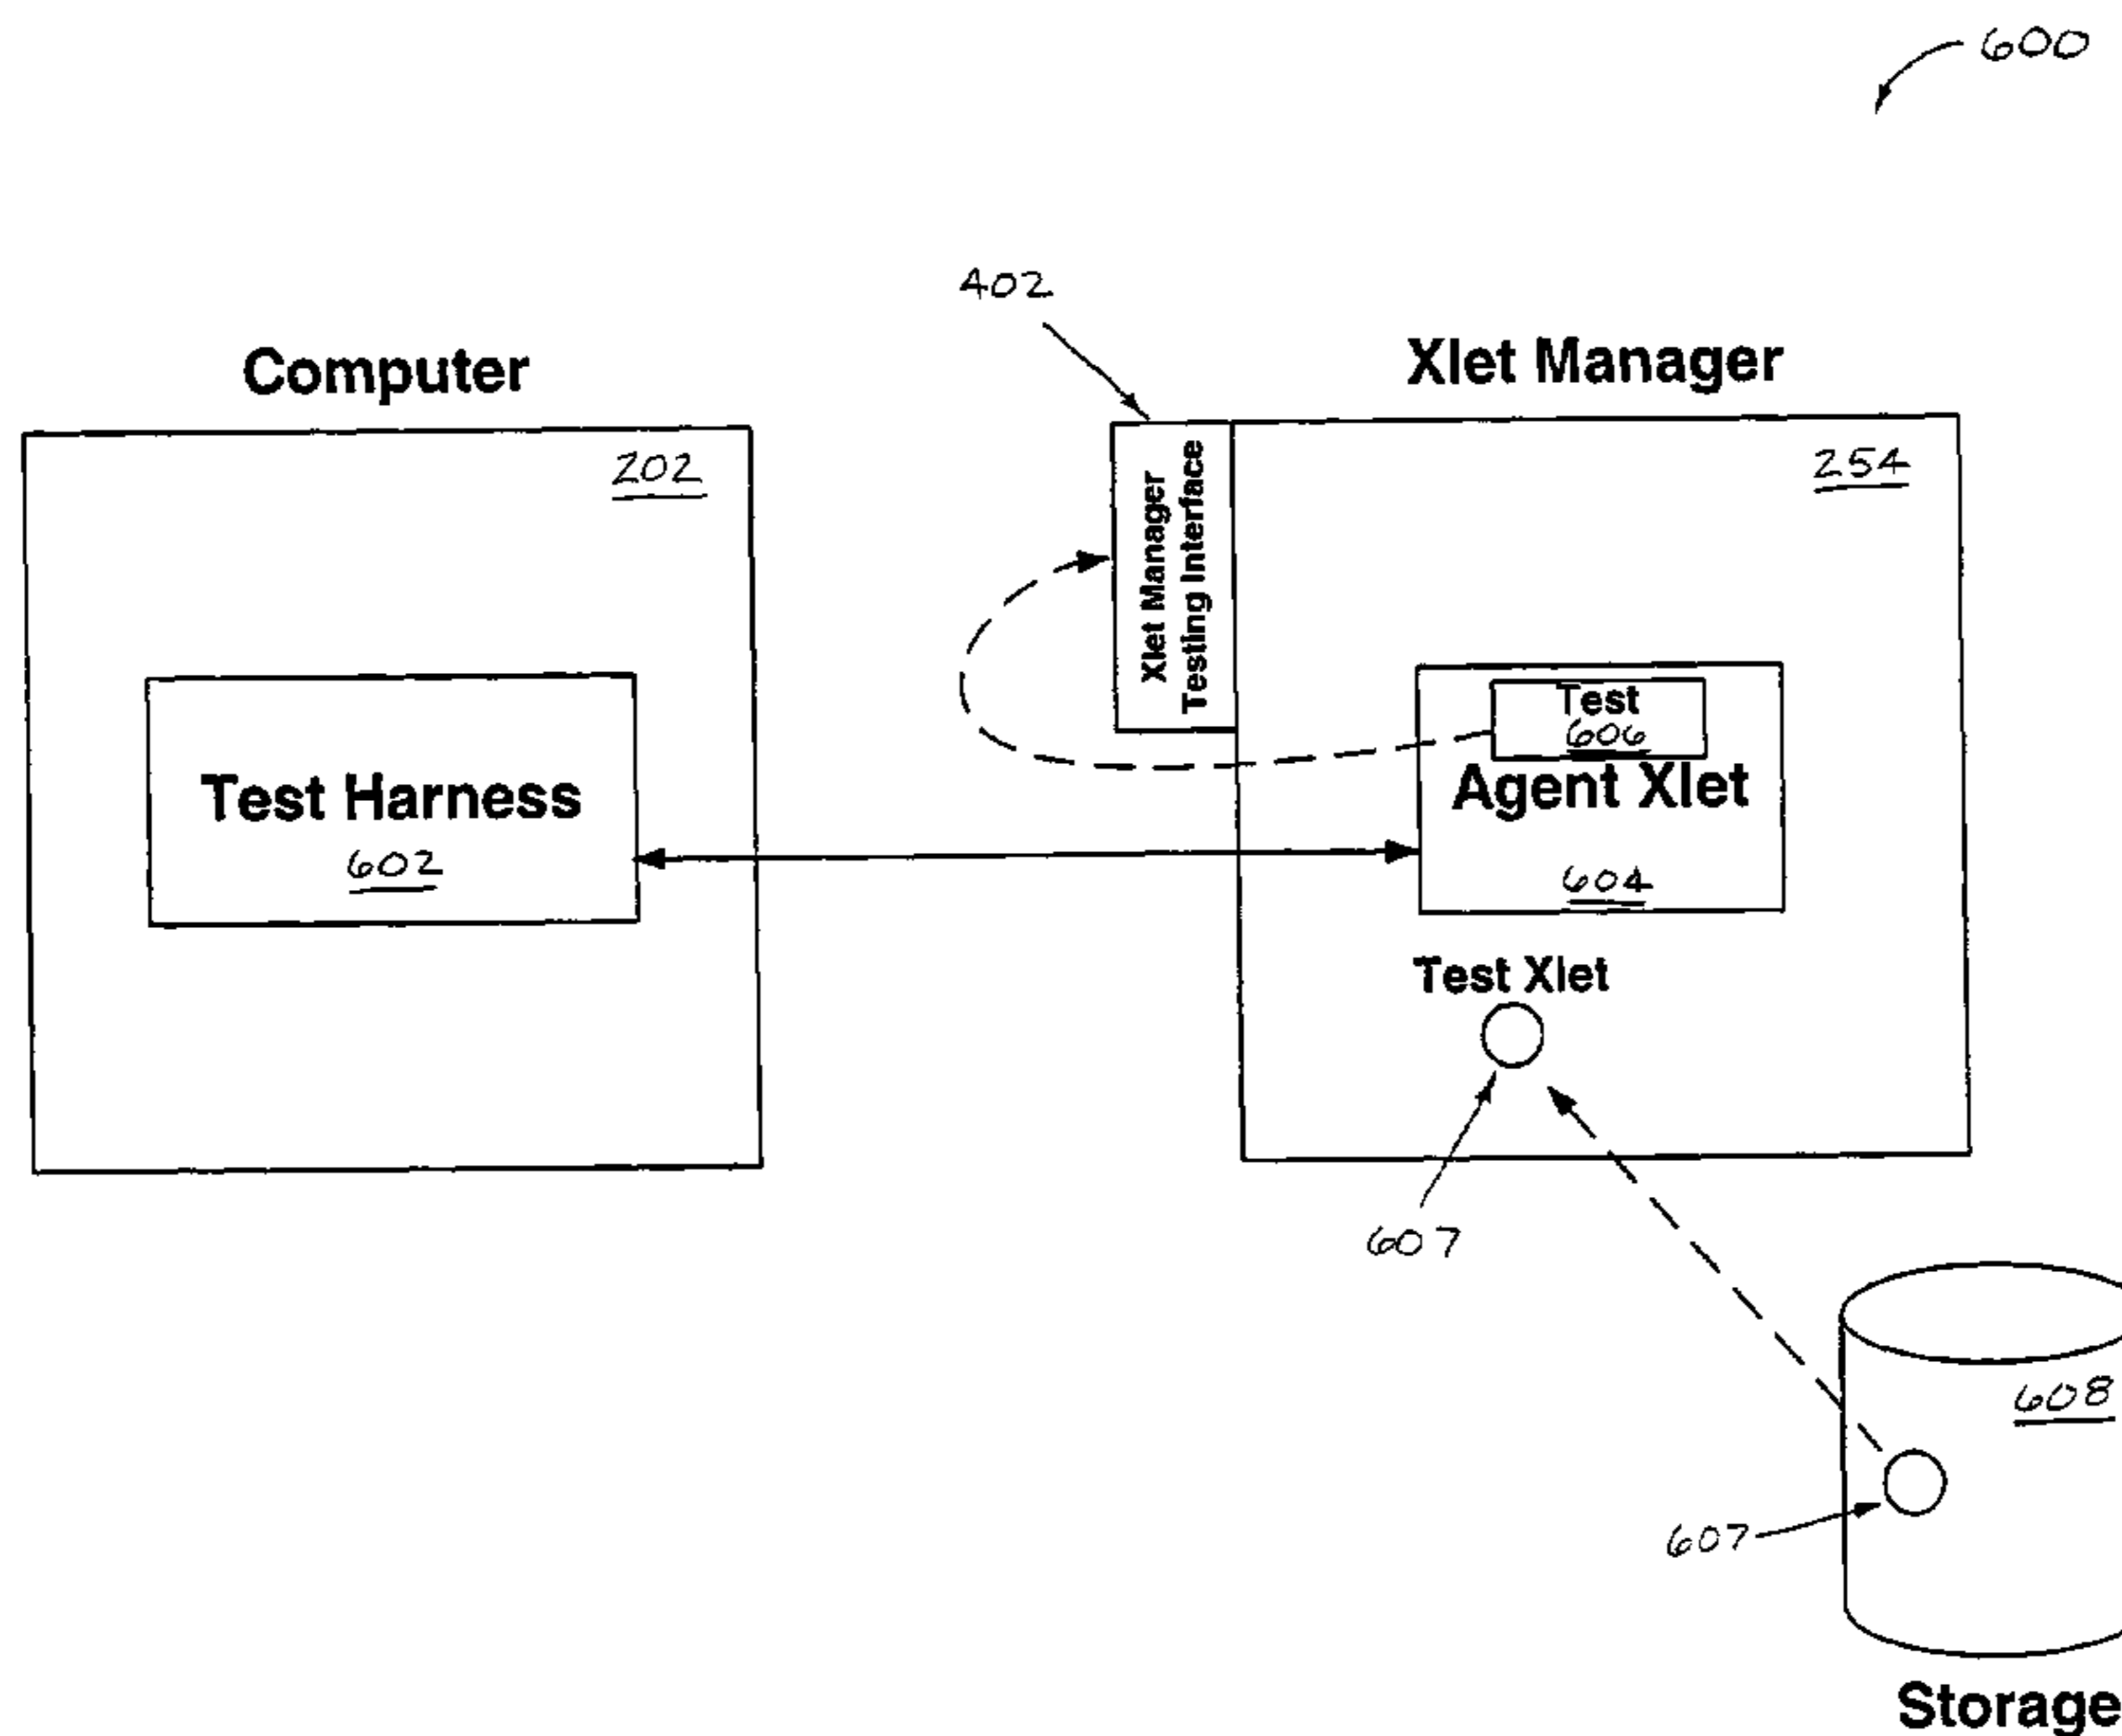 600
402
Computer
Xlet Manager
202
254
Xlet Manager
Testing Interface
Test
606
Test Harness
Agent Xlet
602
604
Test Xlet
607
608
607
Storage